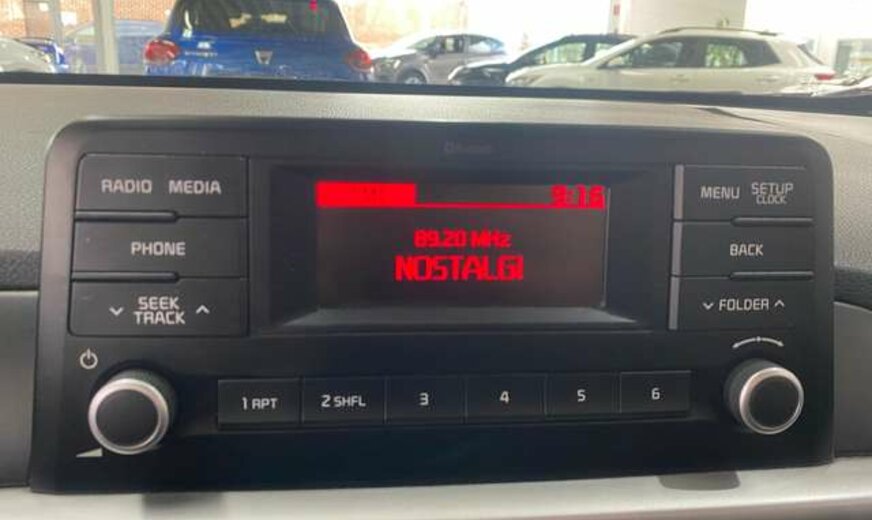 RADIO MEDIA
PHONE
SEEK
TRACK
9:16
89.20 MHz
NOSTALGI
MENU SETUP
CLOCK
BACK
FOLDER
1 RPT
2 SHFL
3
4
5
6